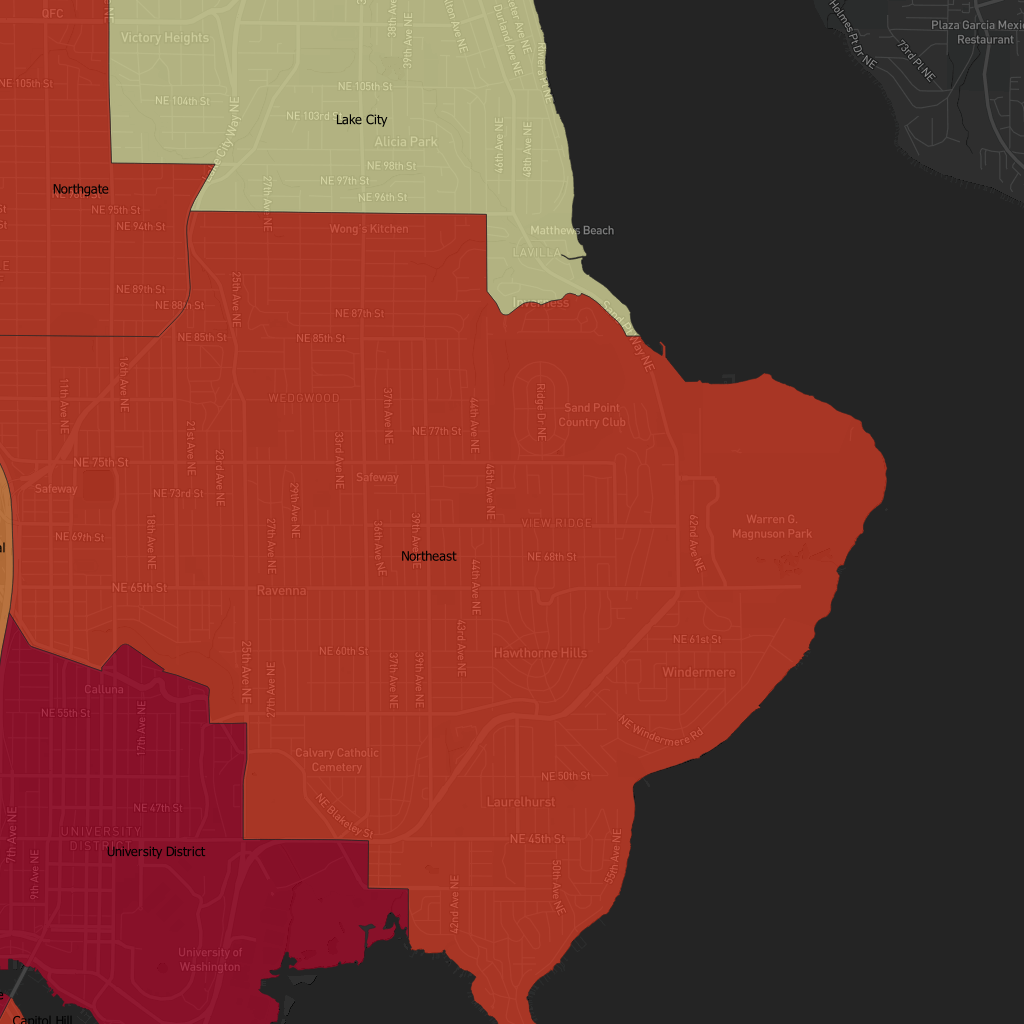 OFC
NE
Victory Heights
38th Ave NE
39th Ave NE
Durland Ave NE
Riviera Pl NE
Holmes Pt Dr NE
73rd Pl NE
Restaurant
NE 105th St
NE 105th St
NE 104th St
NE 103rd St
Lake City
Alicia Park
City Way NE
46th Ave NE
48th Ave NE
NE 98th St
NE 97th St
NE 96th St
27th Ave NE
Northgate
NE 95th St
NE 94th St
Wong's Kitchen
Matthews Beach
LAVILLA
NE 89th St
NE 88th St
25th Ave NE
NE 87th St
Inverness
Sand Pt Way NE
NE 85th St
NE 85th St
16th Ave NE
11th Ave NE
WEDGWOOD
37th Ave NE
44th Ave NE
Ridge Dr NE
Sand Point
Country Club
21st Ave NE
33rd Ave NE
NE 77th St
NE 75th St
23rd Ave NE
Safeway
Safeway
45th Ave NE
NE 73rd St
29th Ave NE
18th Ave NE
27th Ave NE
36th Ave NE
39th Ave NE
VIEW RIDGE
62nd Ave NE
Warren G.
Magnuson Park
NE 69th St
Northeast
NE 68th St
44th Ave NE
NE 65th St
Ravenna
43rd Ave NE
NE 61st St
NE 60th St
Hawthorne Hills
Windermere
25th Ave NE
27th Ave NE
37th Ave NE
39th Ave NE
Calluna
NE 55th St
17th Ave NE
NE Windermere Rd
Calvary Catholic
Cemetery
NE 50th St
NE Blakeley St
Laurelhurst
NE 47th St
7th Ave NE
UNIVERSITY
DISTRICT
University District
NE 45th St
55th Ave NE
9th Ave NE
42nd Ave NE
50th Ave NE
University of
Washington
Capitol Hill